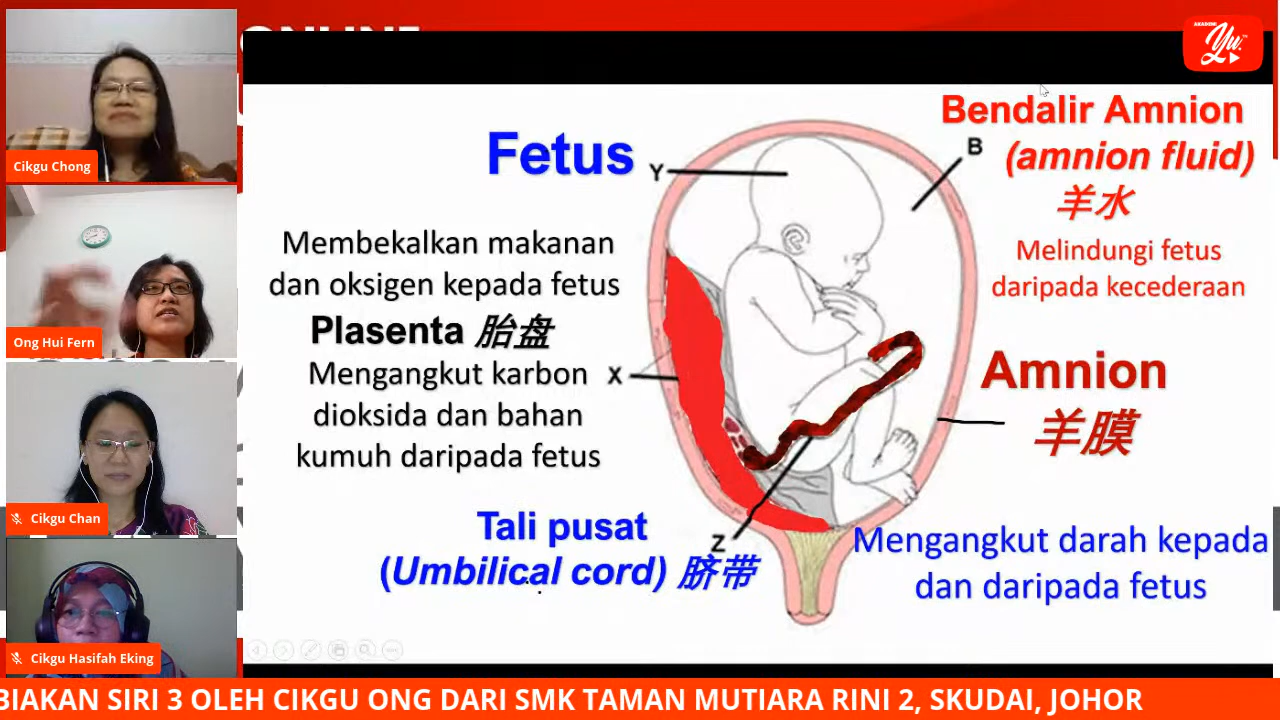 ONLINE
AKADEMI
Yu.
Cikgu Chong
Ong Hui Fern
Cikgu Chan
Cikgu Hasifah Eking
Fetus
Y
B
Bendalir Amnion
(amnion fluid)
羊水
Melindungi fetus
daripada kecederaan
Membekalkan makanan
dan oksigen kepada fetus
Plasenta 胎盘
Mengangkut karbon
dioksida dan bahan
kumuh daripada fetus
X
Amnion
羊膜
Tali pusat
(Umbilical cord) 脐带
Z
Mengangkut darah kepada
dan daripada fetus
BIAKAN SIRI 3 OLEH CIKGU ONG DARI SMK TAMAN MUTIARA RINI 2, SKUDAI, JOHOR